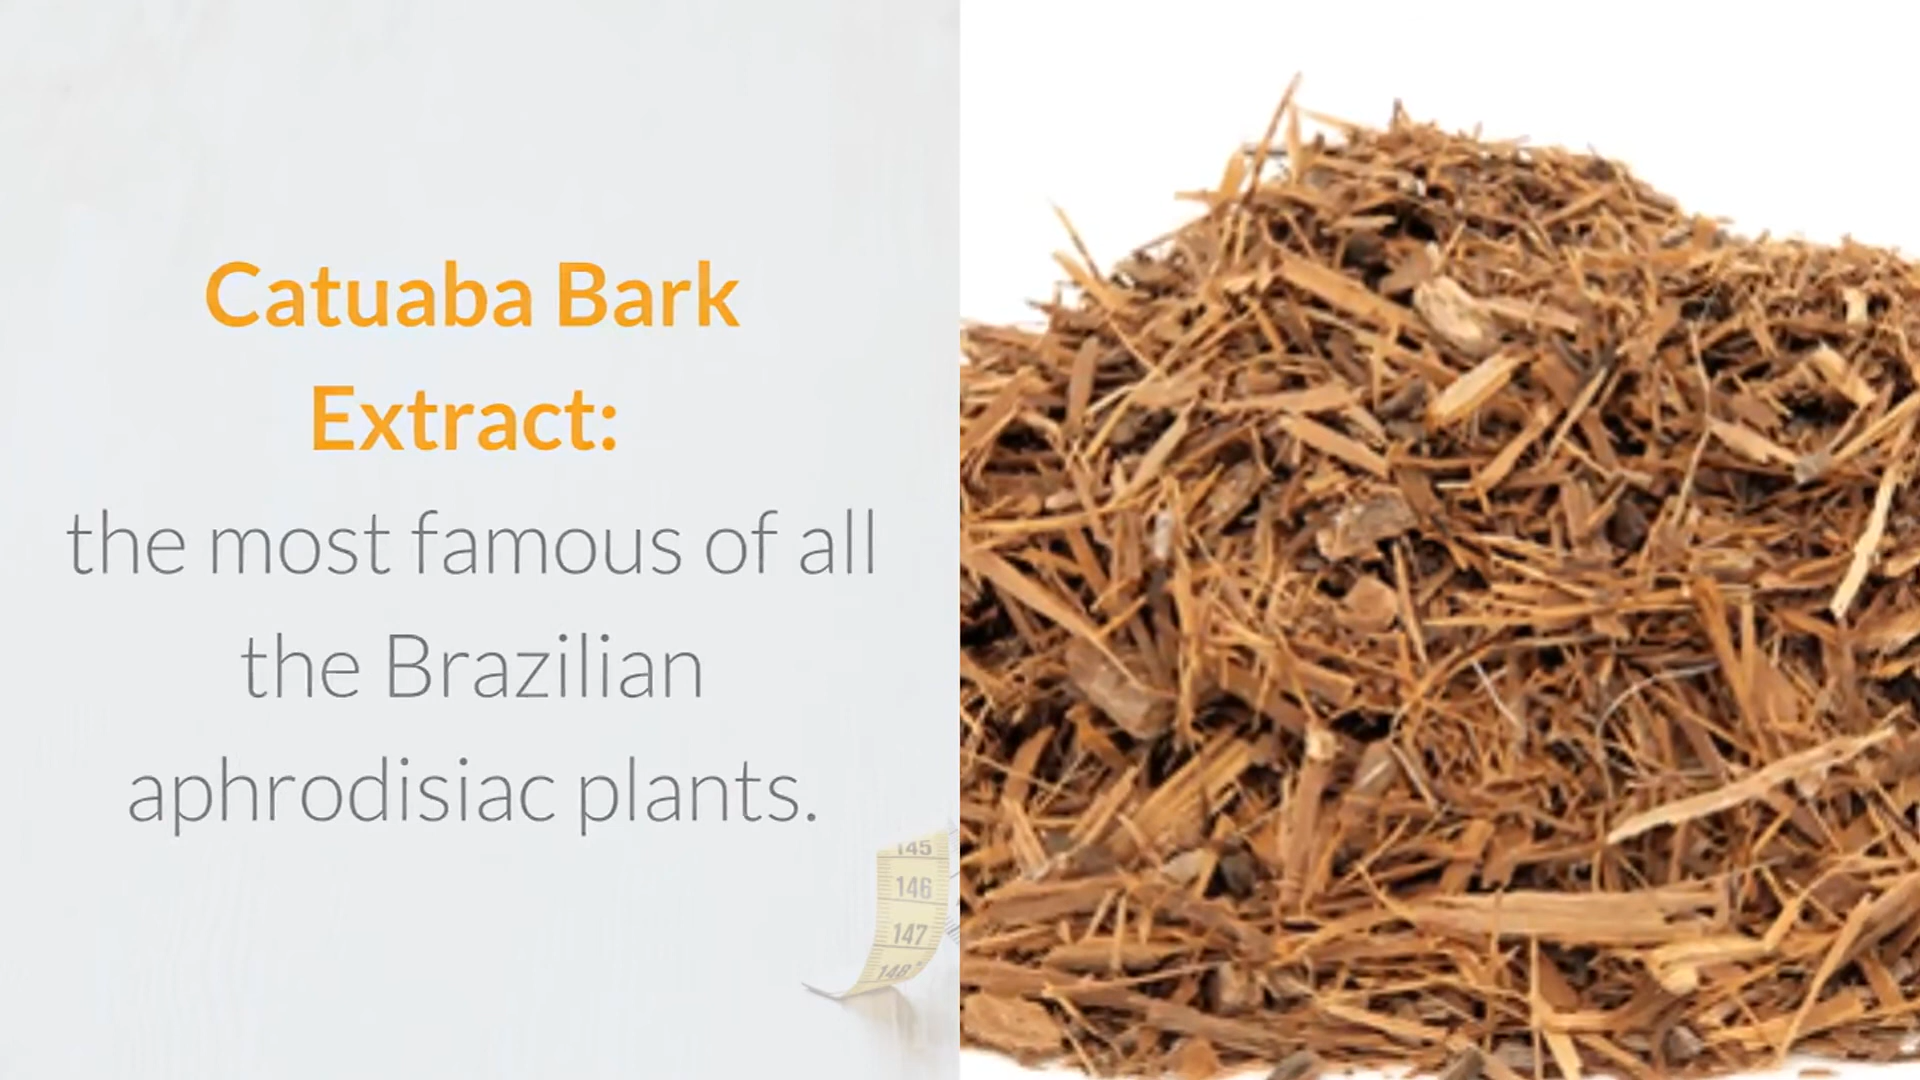 Catuaba Bark
Extract:
the most famous of all
the Brazilian
aphrodisiac plants.
145
146
147
148